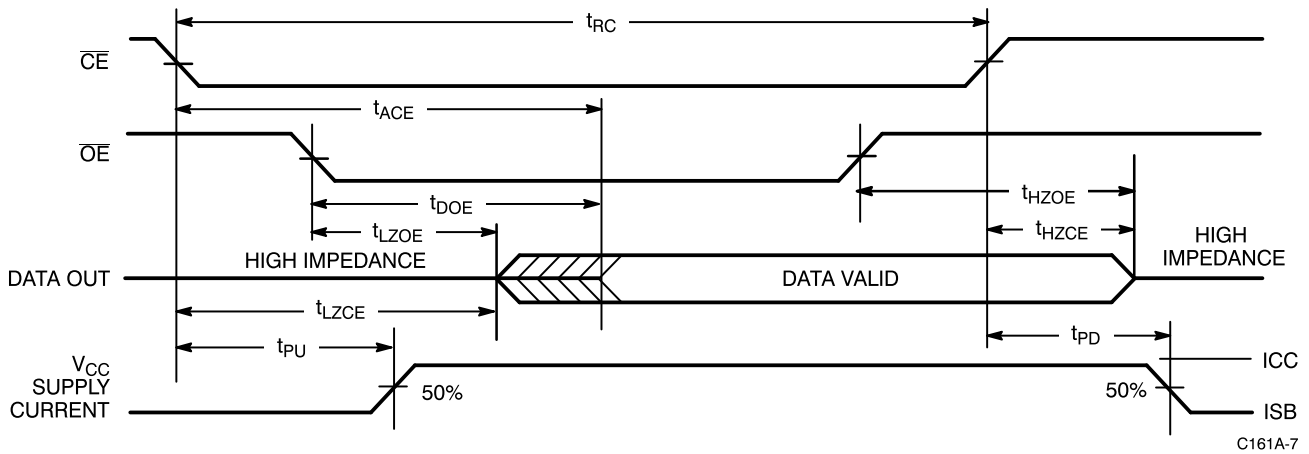 tRC
CE
tACE
OE
tDOE
tHZOE
tLZOE
tHZCE
HIGH IMPEDANCE
HIGH
IMPEDANCE
DATA OUT
DATA VALID
tLZCE
tPU
tPD
VCC
SUPPLY
CURRENT
50%
50%
ICC
ISB
C161A-7